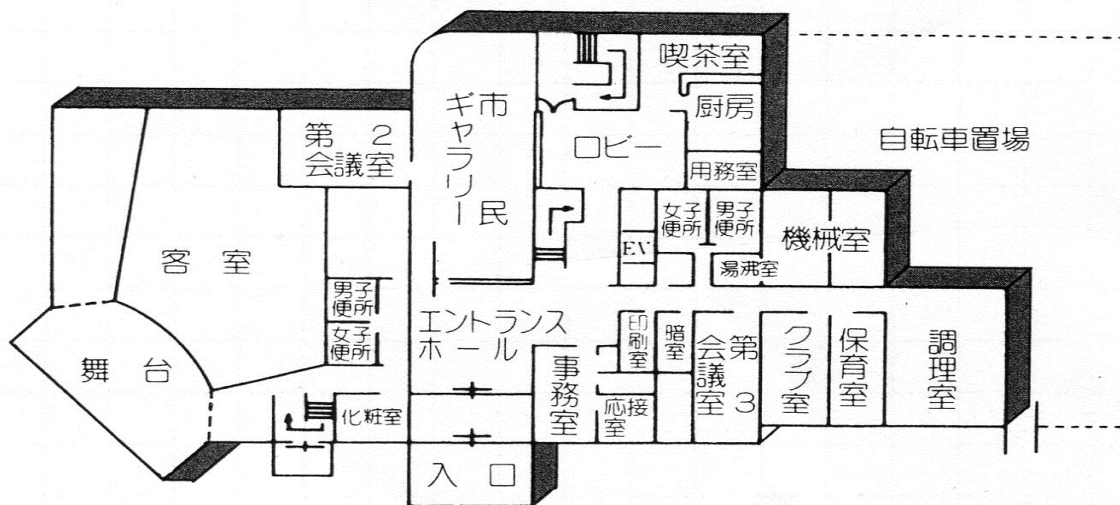 喫茶室
市民
ギャラリー
厨房
第２
会議室
ロビー
自転車置場
用務室
女子
便所
男子
便所
機械室
EV
客室
湯沸室
男子
便所
エントランス
ホール
印刷室
暗室
第３
会議室
クラブ室
保育室
調理室
女子
便所
舞台
事務室
応接
室
化粧室
入口